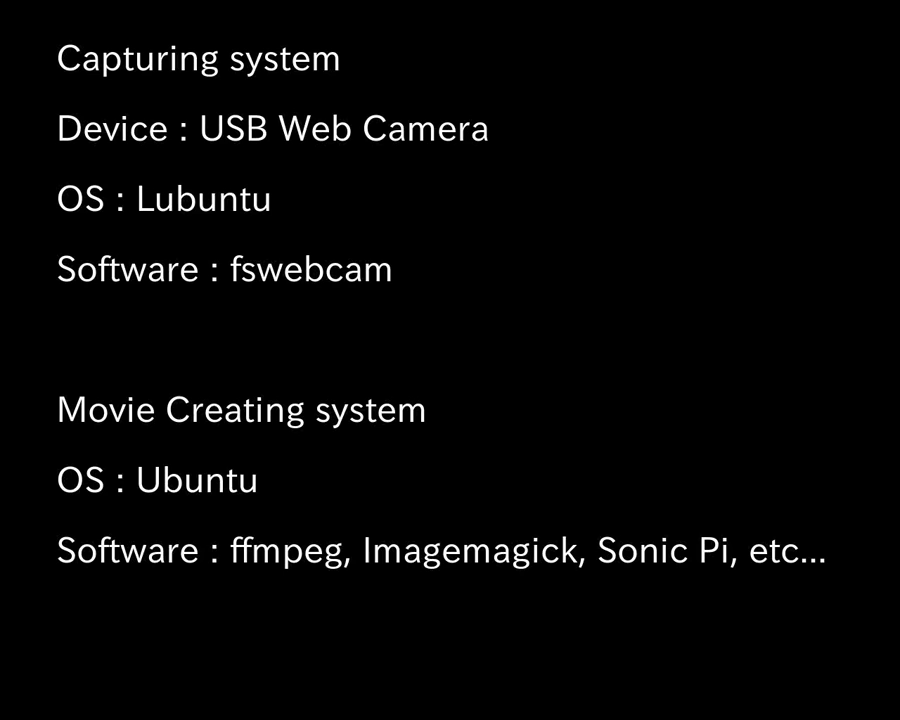 Capturing system
Device : USB Web Camera
OS : Lubuntu
Software : fswebcam
Movie Creating system
OS : Ubuntu
Software : ffmpeg, Imagemagick, Sonic Pi, etc...